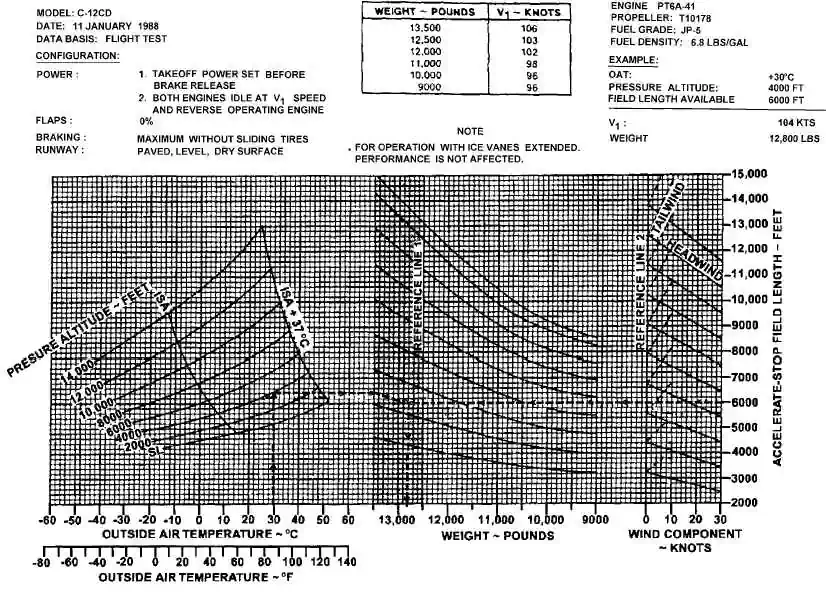 MODEL: C-12CD
DATE: 11 JANUARY 1988
DATA BASIS: FLIGHT TEST
CONFIGURATION:
POWER : 1. TAKEOFF POWER SET BEFORE
BRAKE RELEASE
2. BOTH ENGINES IDLE AT V1 SPEED
AND REVERSE OPERATING ENGINE
FLAPS : 0%
BRAKING : MAXIMUM WITHOUT SLIDING TIRES
RUNWAY : PAVED, LEVEL, DRY SURFACE
WEIGHT ~ POUNDS V1 ~ KNOTS
13,500 106
12,500 103
12,000 102
11,000 98
10,000 96
9000 96
NOTE
FOR OPERATION WITH ICE VANES EXTENDED.
PERFORMANCE IS NOT AFFECTED.
ENGINE PT6A-41
PROPELLER: T10178
FUEL GRADE: JP-5
FUEL DENSITY: 6.8 LBS/GAL
EXAMPLE:
OAT: +30°C
PRESSURE ALTITUDE: 4000 FT
FIELD LENGTH AVAILABLE 6000 FT
V1 : 104 KTS
WEIGHT 12,800 LBS
PRESURE ALTITUDE ~ FEET
ISA
ISA + 37°C
14,000
12,000
10,000
8000
6000
4000
2000
SL
REFERENCE LINE 1
REFERENCE LINE 2
TAILWIND
HEADWIND
15,000
14,000
13,000
12,000
11,000
10,000
9000
8000
7000
6000
5000
4000
3000
2000
ACCELERATE-STOP FIELD LENGTH ~ FEET
-60 -50 -40 -30 -20 -10 0 10 20 30 40 50 60
OUTSIDE AIR TEMPERATURE ~ °C
13,000 12,000 11,000 10,000 9000
WEIGHT ~ POUNDS
0 10 20 30
WIND COMPONENT
~ KNOTS
-80 -60 -40 -20 0 20 40 60 80 100 120 140
OUTSIDE AIR TEMPERATURE ~ °F